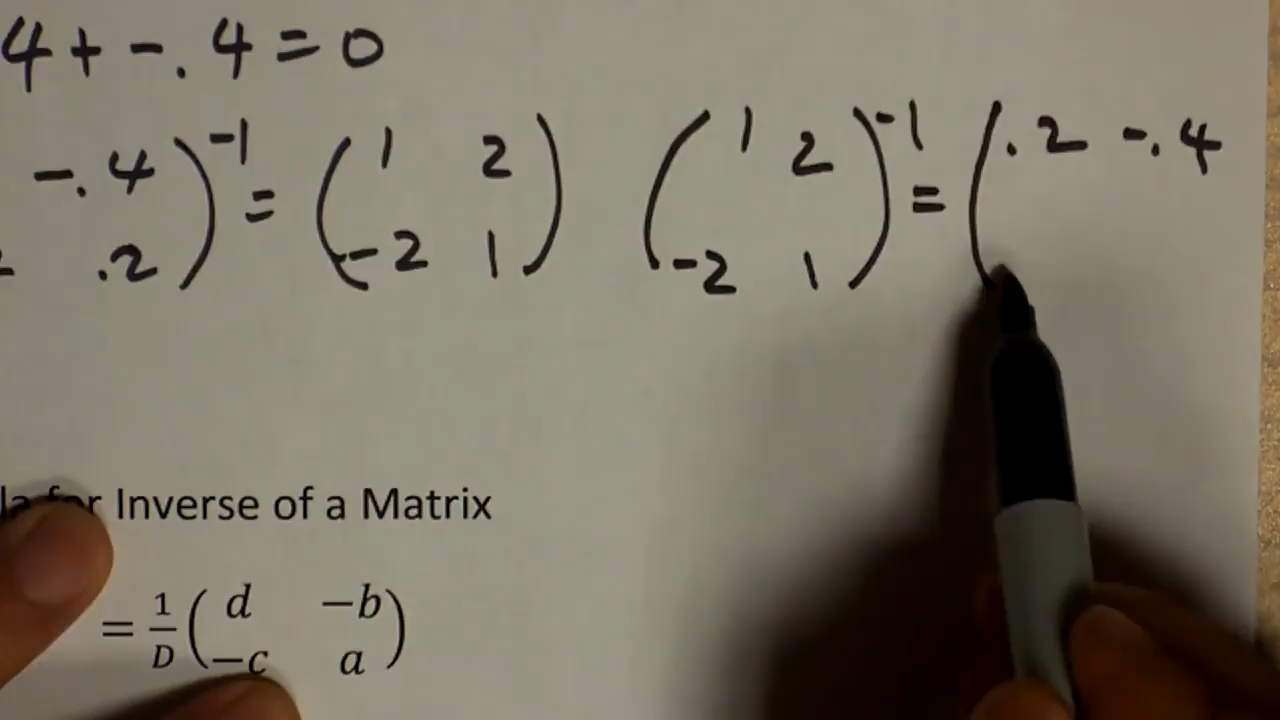 4 + -.4 = 0
-.4 )⁻¹ = ( 1 2 ) ( 1 2 )⁻¹ = ( .2 -.4
.2 -2 1 -2 1
for Inverse of a Matrix
= 1/D ( d -b )
-c a